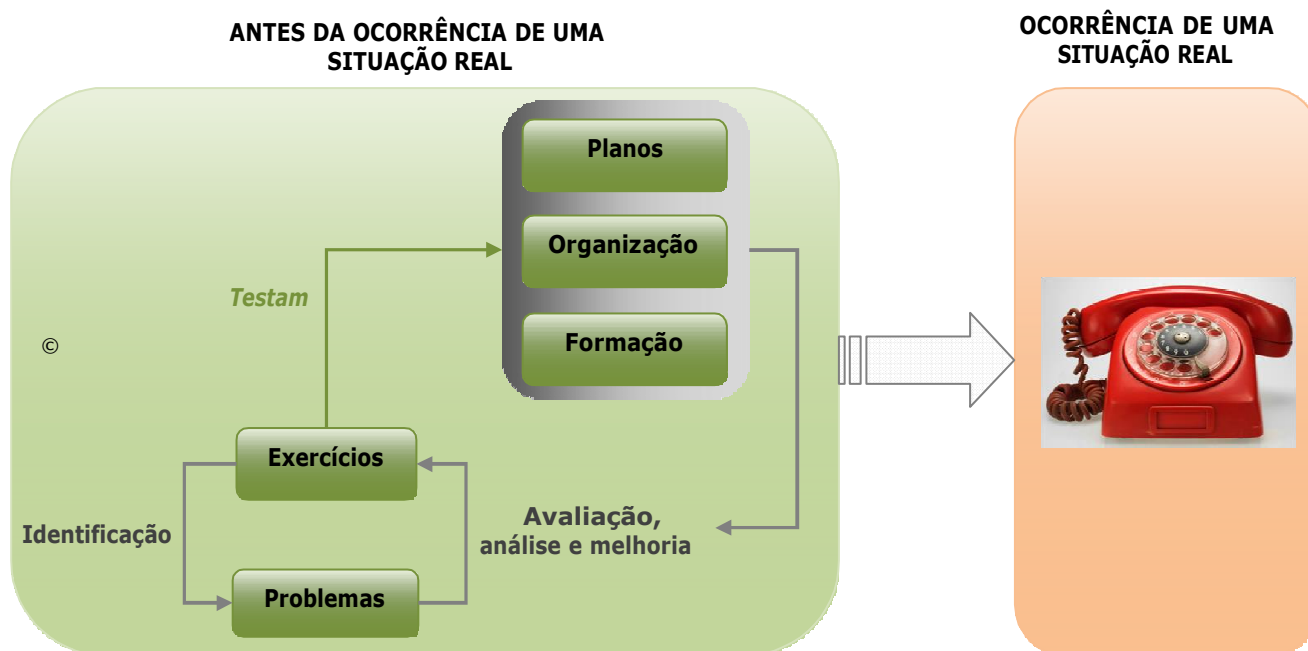 ANTES DA OCORRÊNCIA DE UMA
SITUAÇÃO REAL
OCORRÊNCIA DE UMA
SITUAÇÃO REAL
Planos
Organização
Formação
Testam
©
Exercícios
Identificação
Avaliação,
análise e melhoria
Problemas